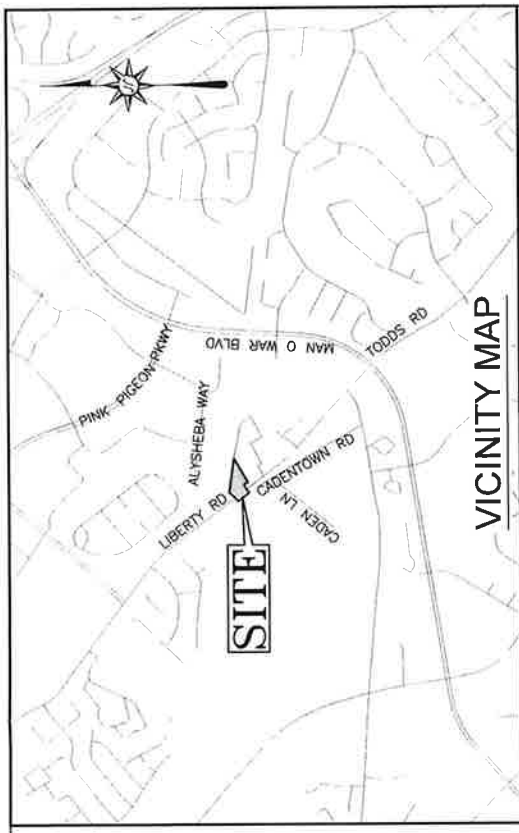 PINK PIGEON PKWY
ALYSHEBA WAY
MAN O WAR BLVD
LIBERTY RD
CADENTOWN RD
TODDS RD
CADEN LN
SITE
VICINITY MAP